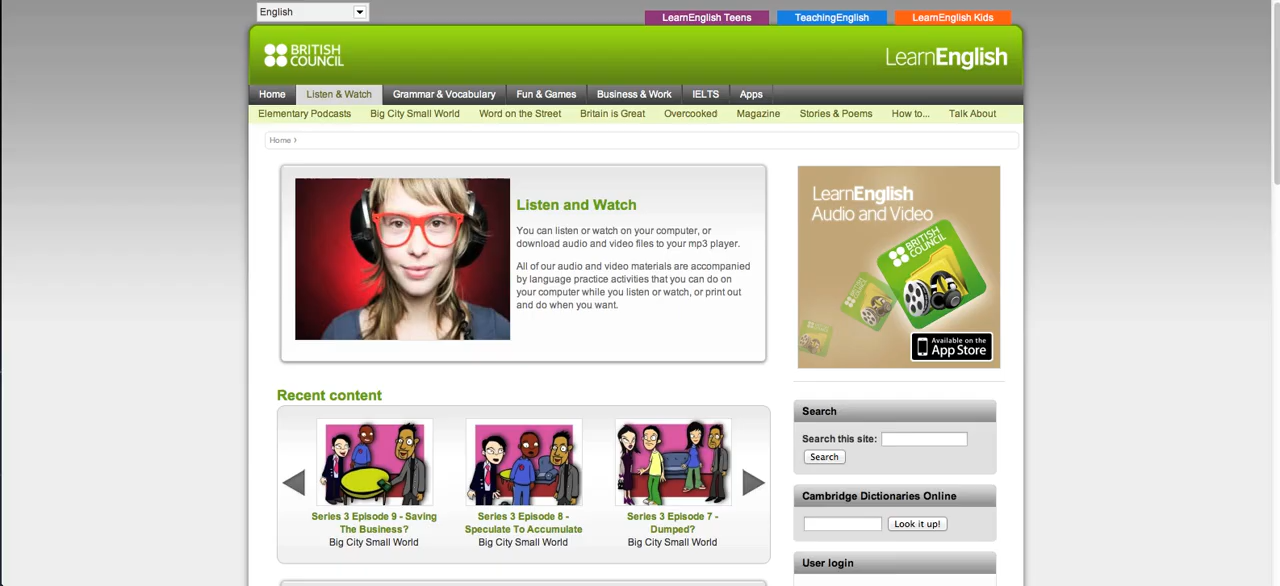 English
LearnEnglish Teens
TeachingEnglish
LearnEnglish Kids
BRITISH
COUNCIL
LearnEnglish
Home
Listen & Watch
Grammar & Vocabulary
Fun & Games
Business & Work
IELTS
Apps
Elementary Podcasts
Big City Small World
Word on the Street
Britain is Great
Overcooked
Magazine
Stories & Poems
How to...
Talk About
Home ›
Listen and Watch
You can listen or watch on your computer, or
download audio and video files to your mp3 player.
All of our audio and video materials are accompanied
by language practice activities that you can do on
your computer while you listen or watch, or print out
and do when you want.
LearnEnglish
Audio and Video
BRITISH
COUNCIL
Available on the
App Store
Recent content
Series 3 Episode 9 - Saving
The Business?
Big City Small World
Series 3 Episode 8 -
Speculate To Accumulate
Big City Small World
Series 3 Episode 7 -
Dumped?
Big City Small World
Search
Search this site:
Search
Cambridge Dictionaries Online
Look it up!
User login